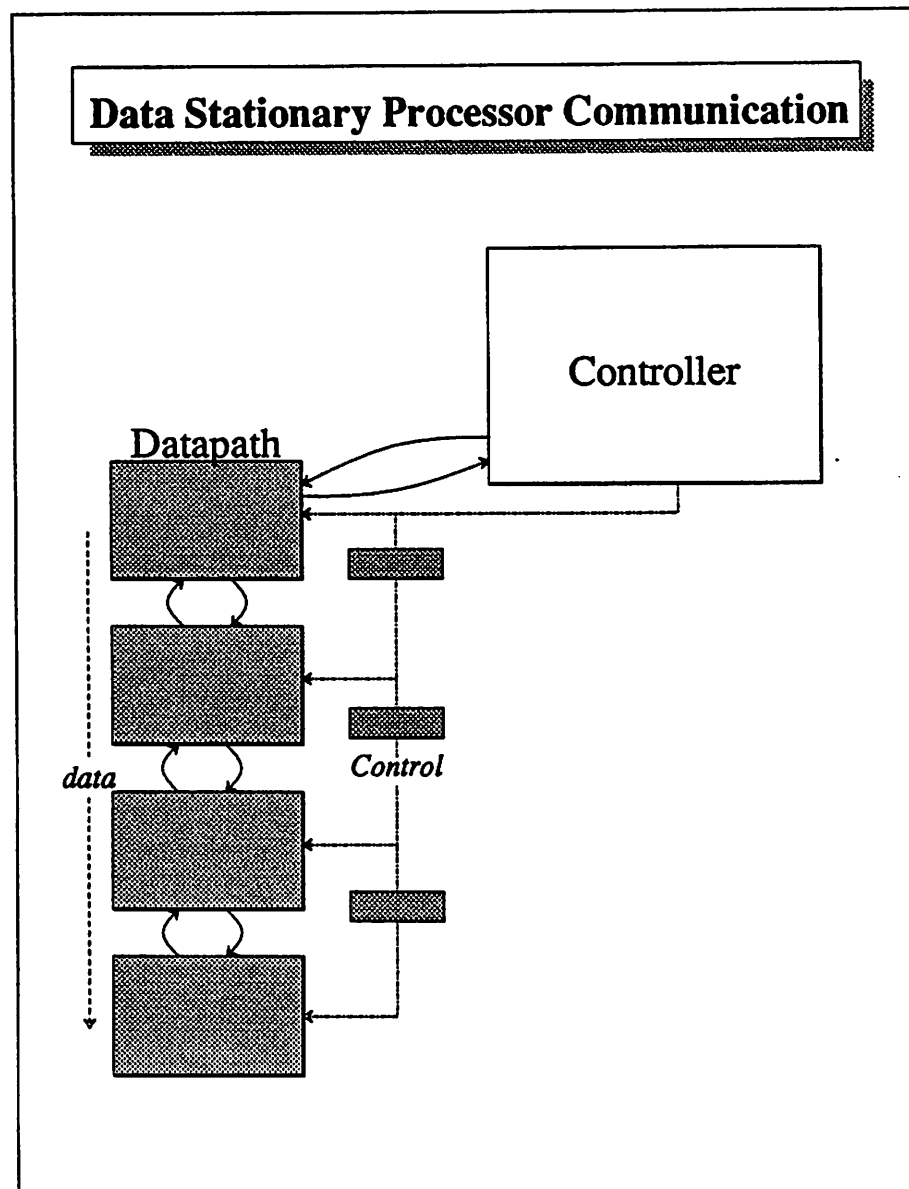 Data Stationary Processor Communication
Controller
Datapath
data
Control